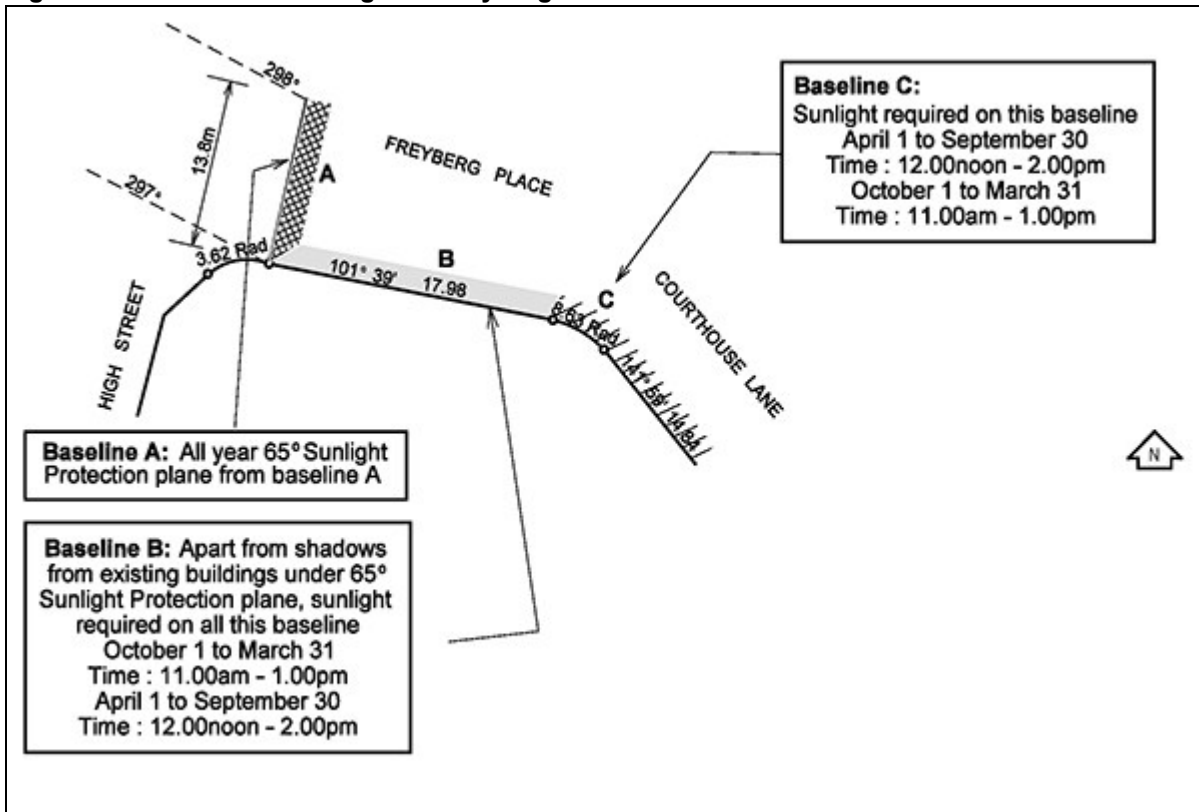 298°
13.8m
A
FREYBERG PLACE
297°
3.62 Rad
B
101° 39' 17.98
C
8.63 Rad
COURTHOUSE LANE
HIGH STREET
Baseline C:
Sunlight required on this baseline
April 1 to September 30
Time : 12.00noon - 2.00pm
October 1 to March 31
Time : 11.00am - 1.00pm
N
Baseline A: All year 65° Sunlight
Protection plane from baseline A
Baseline B: Apart from shadows
from existing buildings under 65°
Sunlight Protection plane, sunlight
required on all this baseline
October 1 to March 31
Time : 11.00am - 1.00pm
April 1 to September 30
Time : 12.00noon - 2.00pm